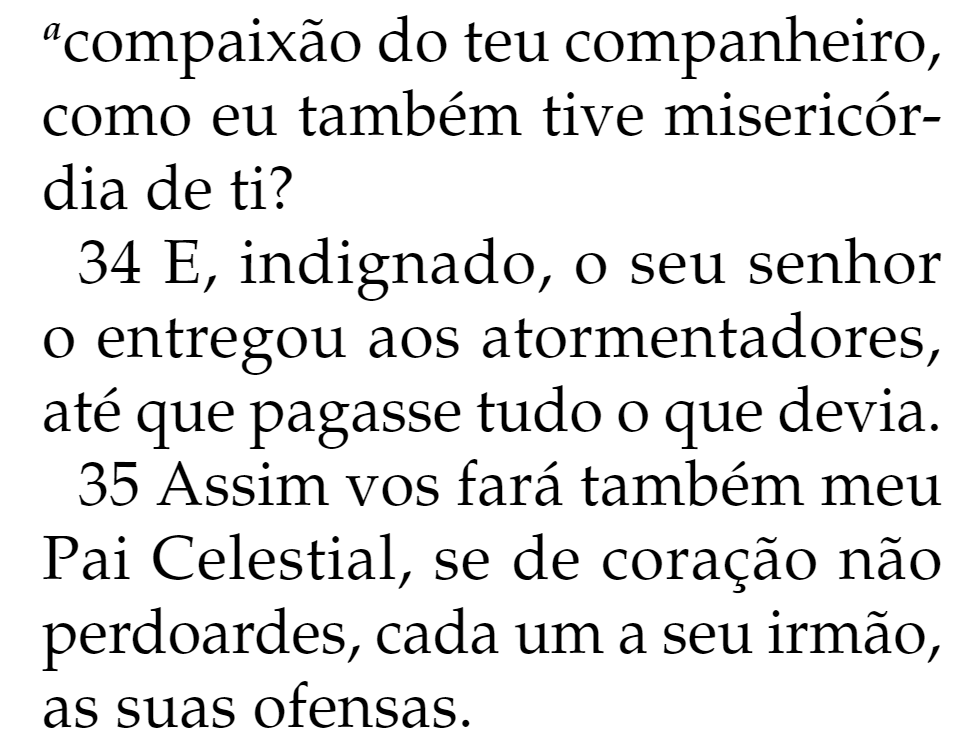 ᵃcompaixão do teu companheiro,
como eu também tive misericór-
dia de ti?
34 E, indignado, o seu senhor
o entregou aos atormentadores,
até que pagasse tudo o que devia.
35 Assim vos fará também meu
Pai Celestial, se de coração não
perdoardes, cada um a seu irmão,
as suas ofensas.